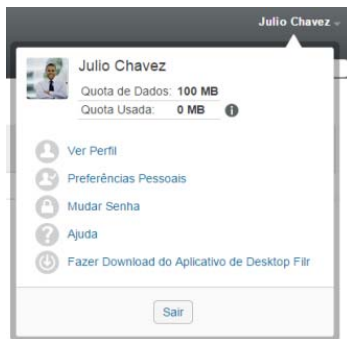 Julio Chavez
Julio Chavez
Quota de Dados: 100 MB
Quota Usada: 0 MB
Ver Perfil
Preferências Pessoais
Mudar Senha
Ajuda
Fazer Download do Aplicativo de Desktop Filr
Sair